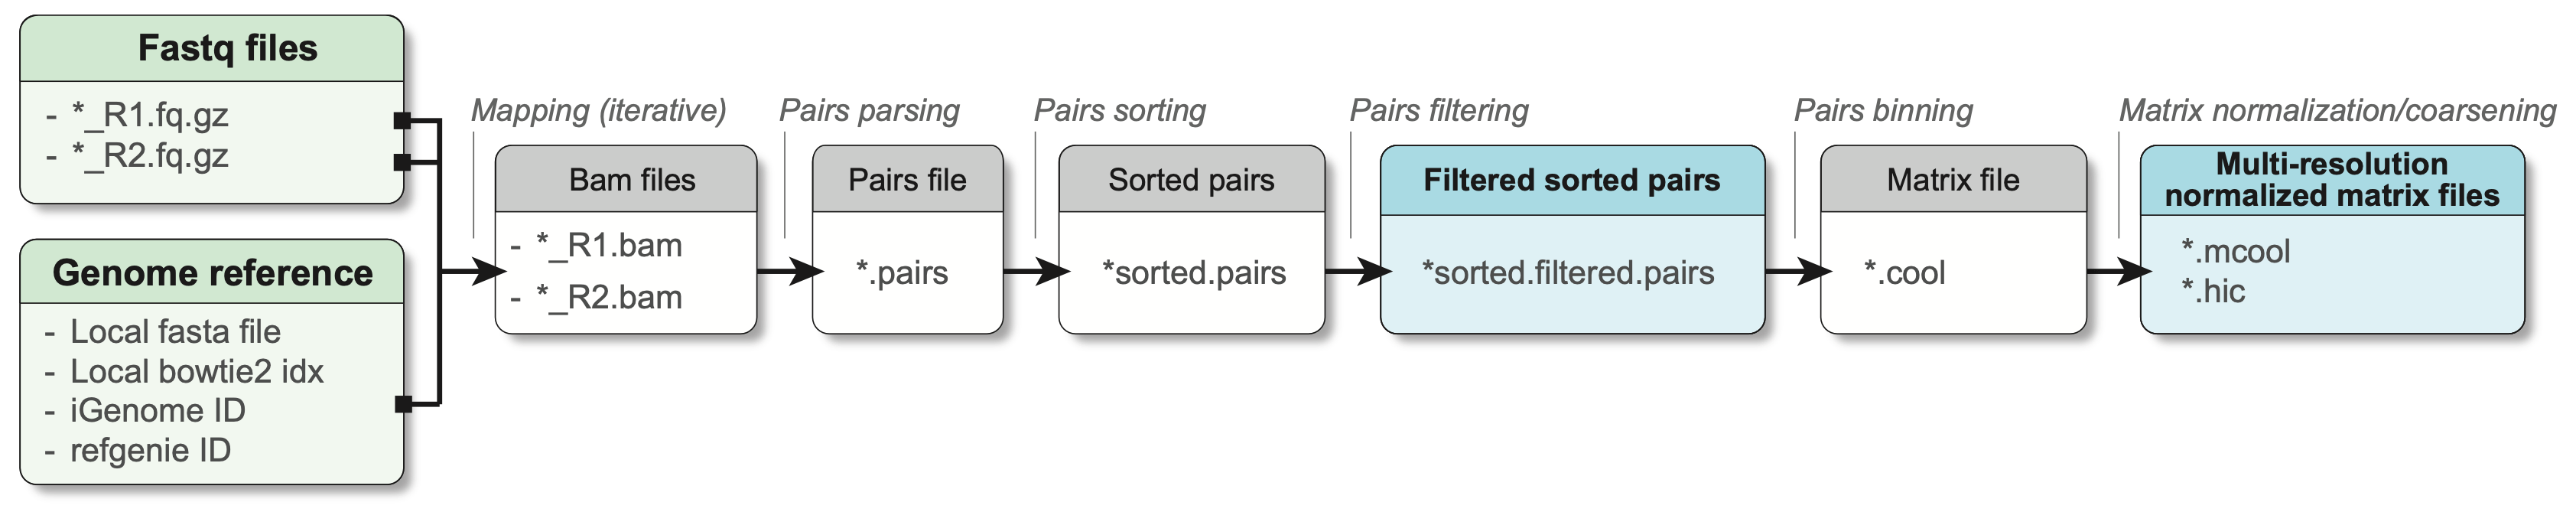 Fastq files
- *_R1.fq.gz
- *_R2.fq.gz
Genome reference
- Local fasta file
- Local bowtie2 idx
- iGenome ID
- refgenie ID
Mapping (iterative)
Bam files
- *_R1.bam
- *_R2.bam
Pairs parsing
Pairs file
*.pairs
Pairs sorting
Sorted pairs
*sorted.pairs
Pairs filtering
Filtered sorted pairs
*sorted.filtered.pairs
Pairs binning
Matrix file
*.cool
Matrix normalization/coarsening
Multi-resolution
normalized matrix files
*.mcool
*.hic